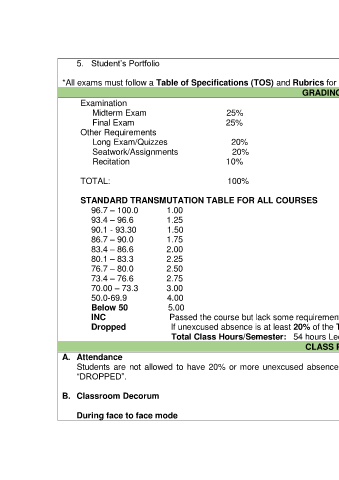 5. Student's Portfolio
*All exams must follow a Table of Specifications (TOS) and Rubrics for
GRADING
Examination
Midterm Exam 25%
Final Exam 25%
Other Requirements
Long Exam/Quizzes 20%
Seatwork/Assignments 20%
Recitation 10%
TOTAL: 100%
STANDARD TRANSMUTATION TABLE FOR ALL COURSES
96.7 – 100.0 1.00
93.4 – 96.6 1.25
90.1 - 93.30 1.50
86.7 – 90.0 1.75
83.4 – 86.6 2.00
80.1 – 83.3 2.25
76.7 – 80.0 2.50
73.4 – 76.6 2.75
70.00 – 73.3 3.00
50.0-69.9 4.00
Below 50 5.00
INC Passed the course but lack some requiremen
Dropped If unexcused absence is at least 20% of the T
Total Class Hours/Semester: 54 hours Lec
CLASS
A. Attendance
Students are not allowed to have 20% or more unexcused absence
"DROPPED".
B. Classroom Decorum
During face to face mode